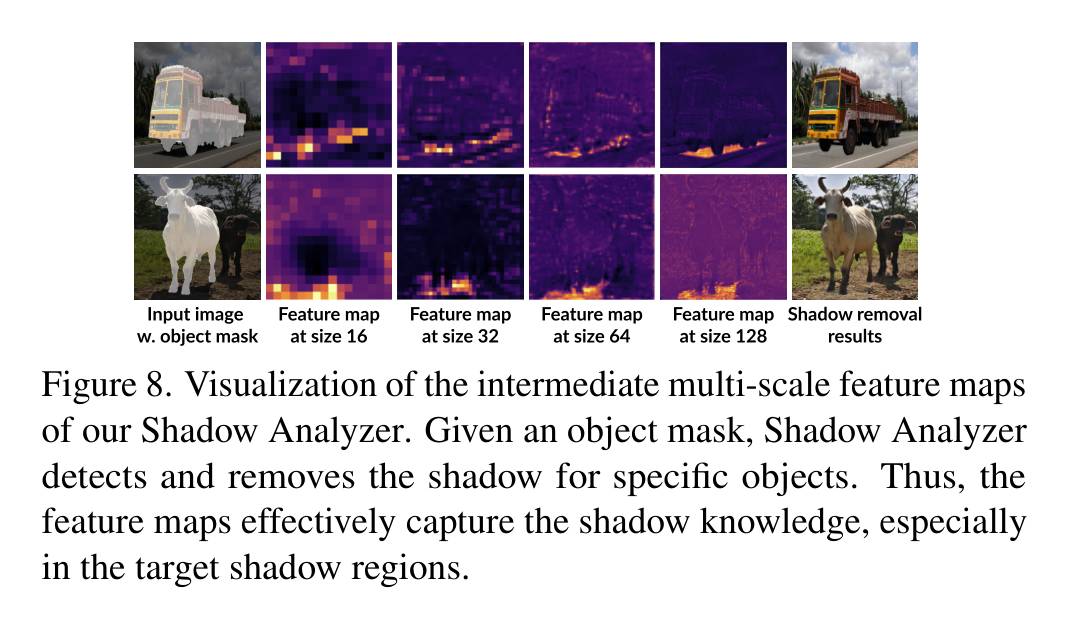 Input image
w. object mask
Feature map
at size 16
Feature map
at size 32
Feature map
at size 64
Feature map
at size 128
Shadow removal
results
Figure 8. Visualization of the intermediate multi-scale feature maps
of our Shadow Analyzer. Given an object mask, Shadow Analyzer
detects and removes the shadow for specific objects. Thus, the
feature maps effectively capture the shadow knowledge, especially
in the target shadow regions.